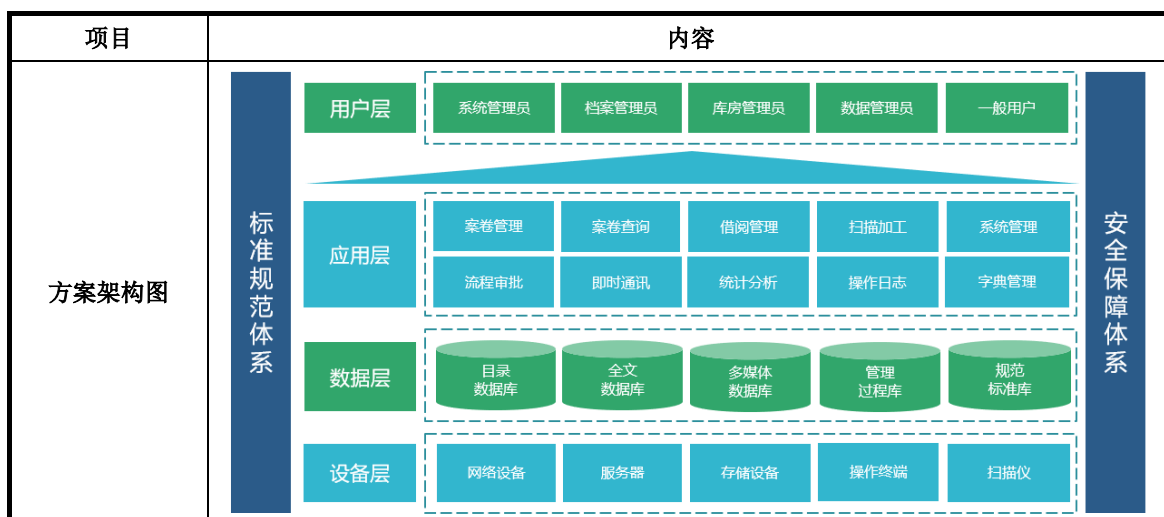 项目
内容
方案架构图
标准规范体系
用户层
系统管理员
档案管理员
库房管理员
数据管理员
一般用户
应用层
案卷管理
案卷查询
借阅管理
扫描加工
系统管理
流程审批
即时通讯
统计分析
操作日志
字典管理
数据层
目录
数据库
全文
数据库
多媒体
数据库
管理
过程库
规范
标准库
设备层
网络设备
服务器
存储设备
操作终端
扫描仪
安全保障体系